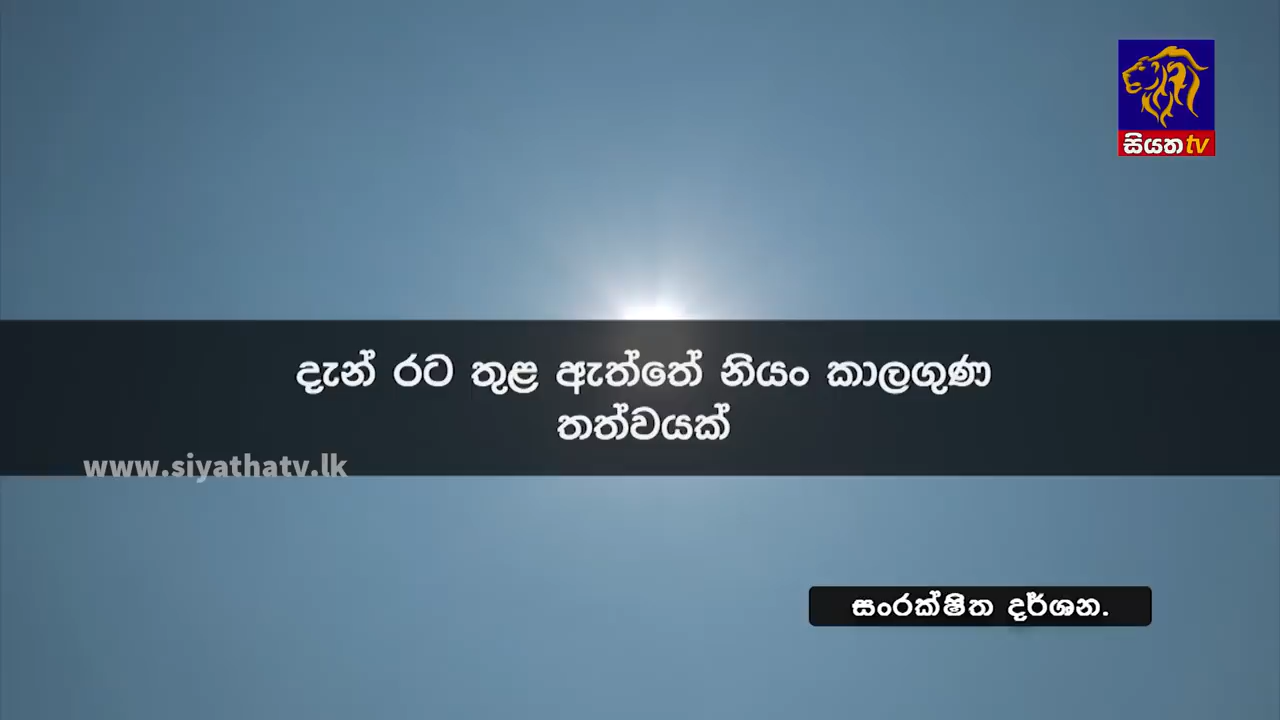 සියත tv
දැන් රට තුළ ඇත්තේ නියං කාලගුණ
තත්වයක්
www.siyathatv.lk
සංරක්ෂිත දර්ශන.